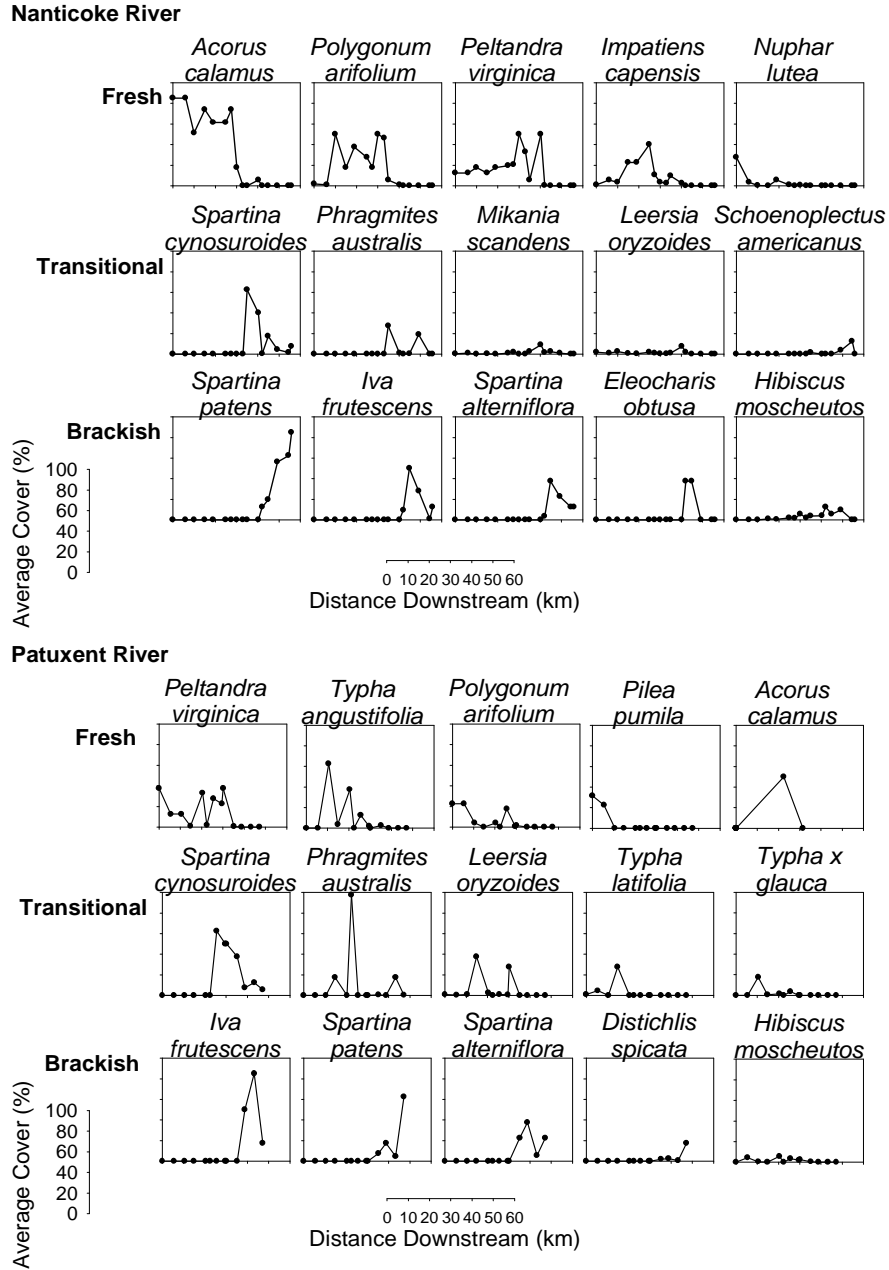 Nanticoke River
Acorus
calamus
Polygonum
arifolium
Peltandra
virginica
Impatiens
capensis
Nuphar
lutea
Fresh
Spartina
cynosuroides
Phragmites
australis
Mikania
scandens
Leersia
oryzoides
Schoenoplectus
americanus
Transitional
Spartina
patens
Iva
frutescens
Spartina
alterniflora
Eleocharis
obtusa
Hibiscus
moscheutos
Brackish
Average Cover (%)
100
80
60
40
20
0
0 10 20 30 40 50 60
Distance Downstream (km)
Patuxent River
Peltandra
virginica
Typha
angustifolia
Polygonum
arifolium
Pilea
pumila
Acorus
calamus
Fresh
Spartina
cynosuroides
Phragmites
australis
Leersia
oryzoides
Typha
latifolia
Typha x
glauca
Transitional
Iva
frutescens
Spartina
patens
Spartina
alterniflora
Distichlis
spicata
Hibiscus
moscheutos
Brackish
Average Cover (%)
100
80
60
40
20
0
0 10 20 30 40 50 60
Distance Downstream (km)